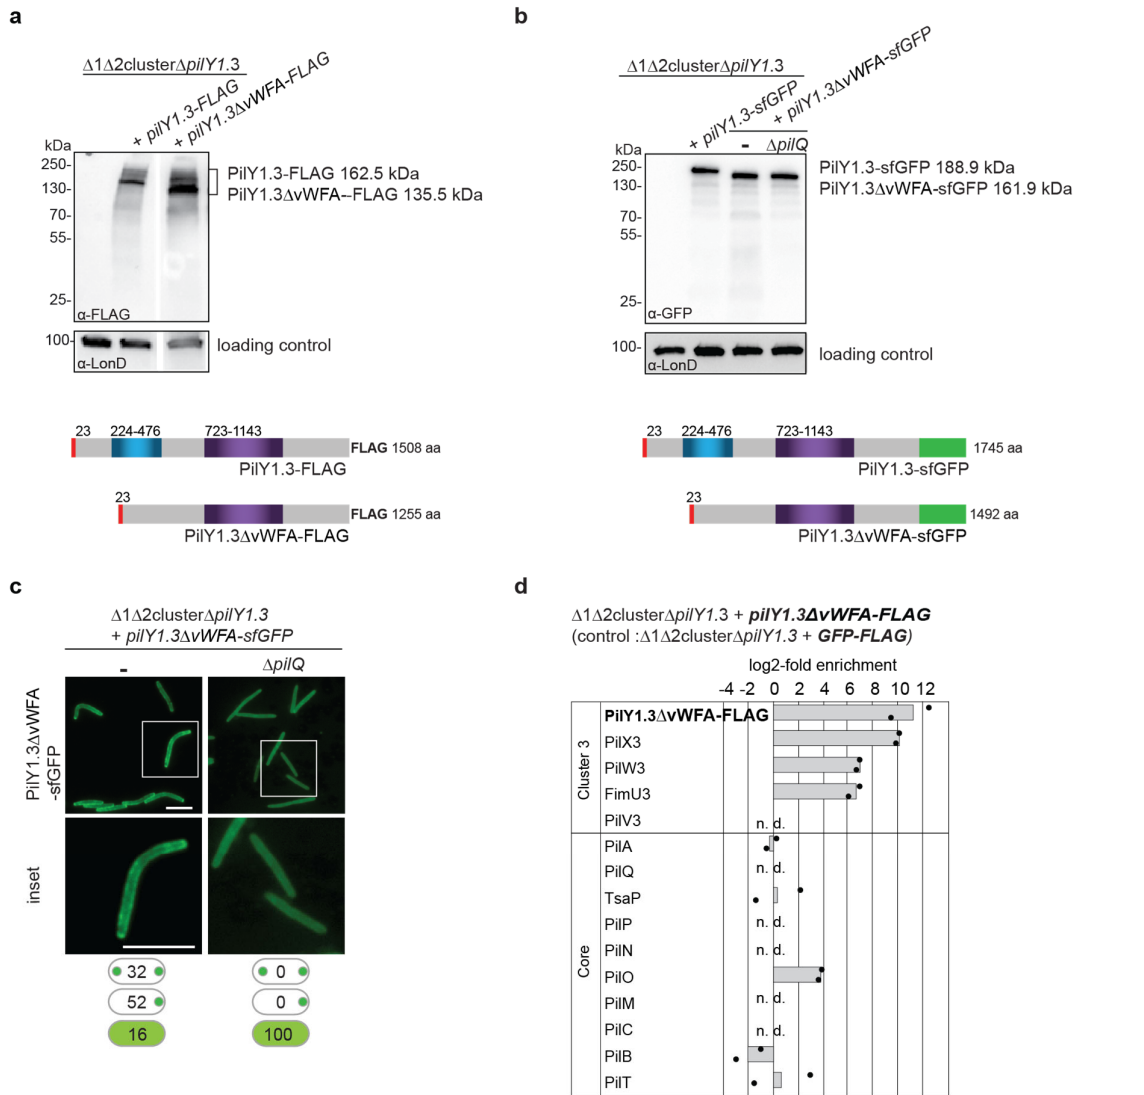 a
Δ1Δ2clusterΔpilY1.3
+ pilY1.3-FLAG
+ pilY1.3ΔvWFA-FLAG
kDa
250-
130-
70-
55-
25-
PilY1.3-FLAG 162.5 kDa
PilY1.3ΔvWFA--FLAG 135.5 kDa
α-FLAG
100-
α-LonD
loading control
23 224-476 723-1143
FLAG 1508 aa
PilY1.3-FLAG
23
FLAG 1255 aa
PilY1.3ΔvWFA-FLAG
b
Δ1Δ2clusterΔpilY1.3
+ pilY1.3-sfGFP
+ pilY1.3ΔvWFA-sfGFP
- ΔpilQ
kDa
250-
130-
70-
55-
25-
PilY1.3-sfGFP 188.9 kDa
PilY1.3ΔvWFA-sfGFP 161.9 kDa
α-GFP
100-
α-LonD
loading control
23 224-476 723-1143
1745 aa
PilY1.3-sfGFP
23
1492 aa
PilY1.3ΔvWFA-sfGFP
c
Δ1Δ2clusterΔpilY1.3
+ pilY1.3ΔvWFA-sfGFP
- ΔpilQ
PilY1.3ΔvWFA
-sfGFP
inset
32 0
52 0
16 100
d
Δ1Δ2clusterΔpilY1.3 + pilY1.3ΔvWFA-FLAG
(control :Δ1Δ2clusterΔpilY1.3 + GFP-FLAG)
log2-fold enrichment
-4 -2 0 2 4 6 8 10 12
Cluster 3
PilY1.3ΔvWFA-FLAG
PilX3
PilW3
FimU3
PilV3 n. d.
Core
PilA
PilQ n. d.
TsaP
PilP n. d.
PilN n. d.
PilO
PilM n. d.
PilC n. d.
PilB
PilT